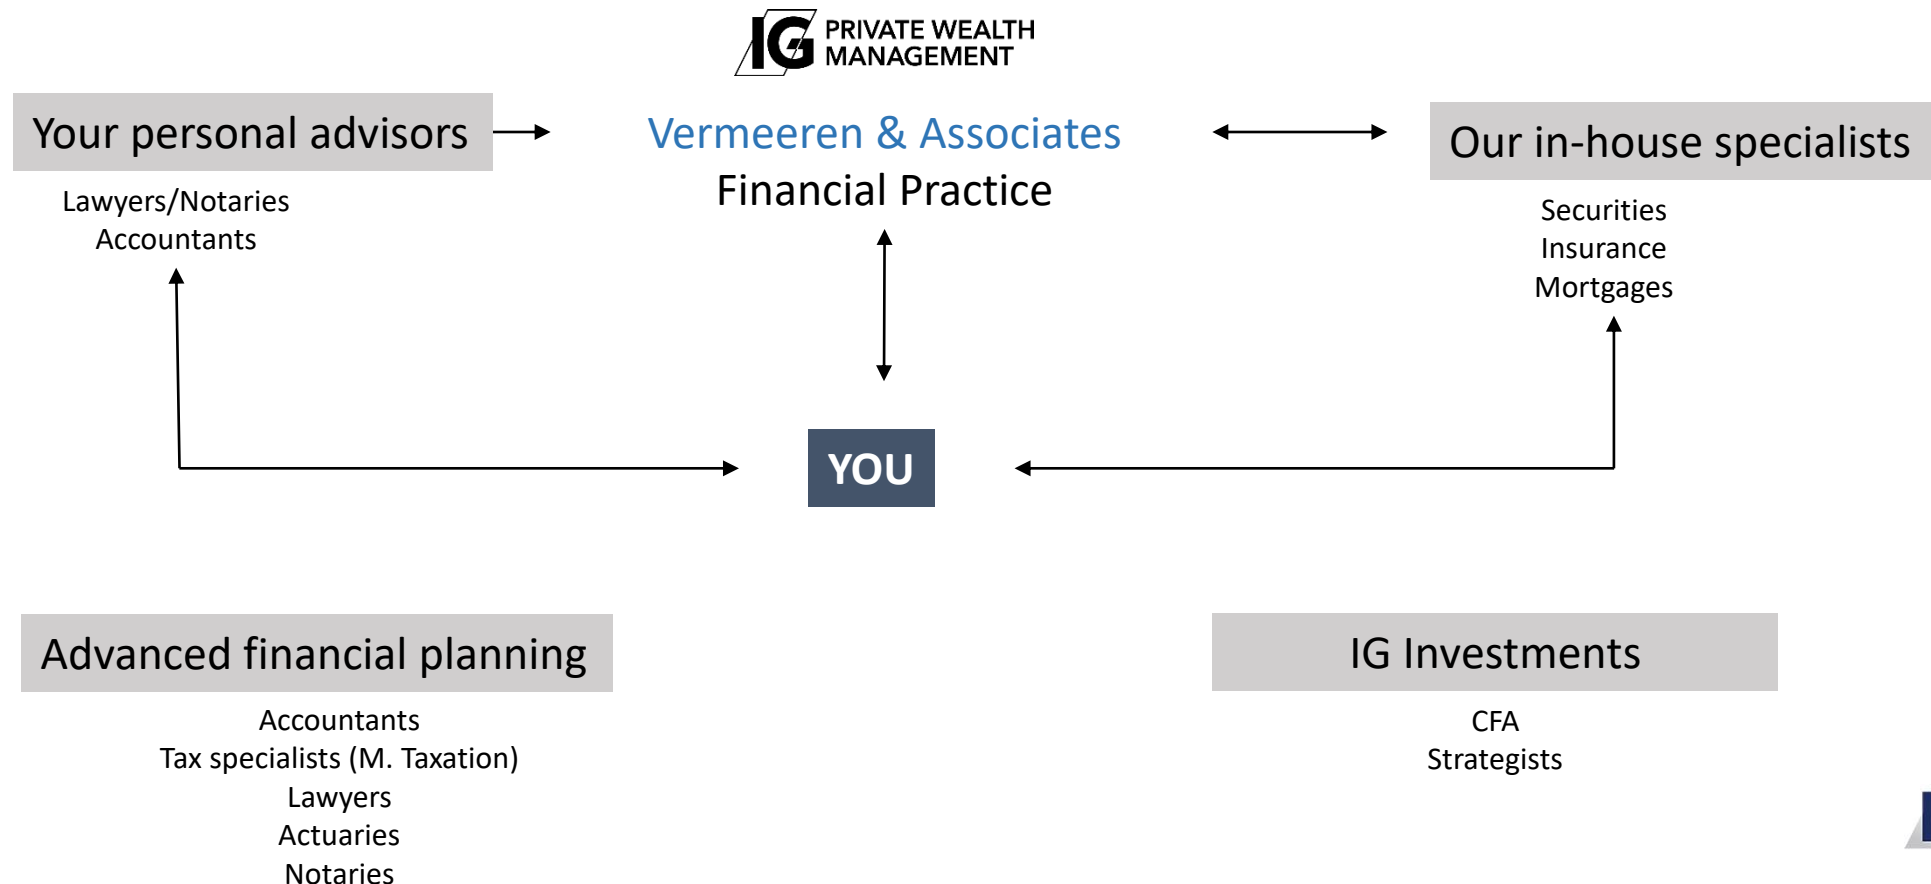 IG PRIVATE WEALTH
MANAGEMENT
Your personal advisors
Lawyers/Notaries
Accountants
Vermeeren & Associates
Financial Practice
Our in-house specialists
Securities
Insurance
Mortgages
YOU
Advanced financial planning
Accountants
Tax specialists (M. Taxation)
Lawyers
Actuaries
Notaries
IG Investments
CFA
Strategists